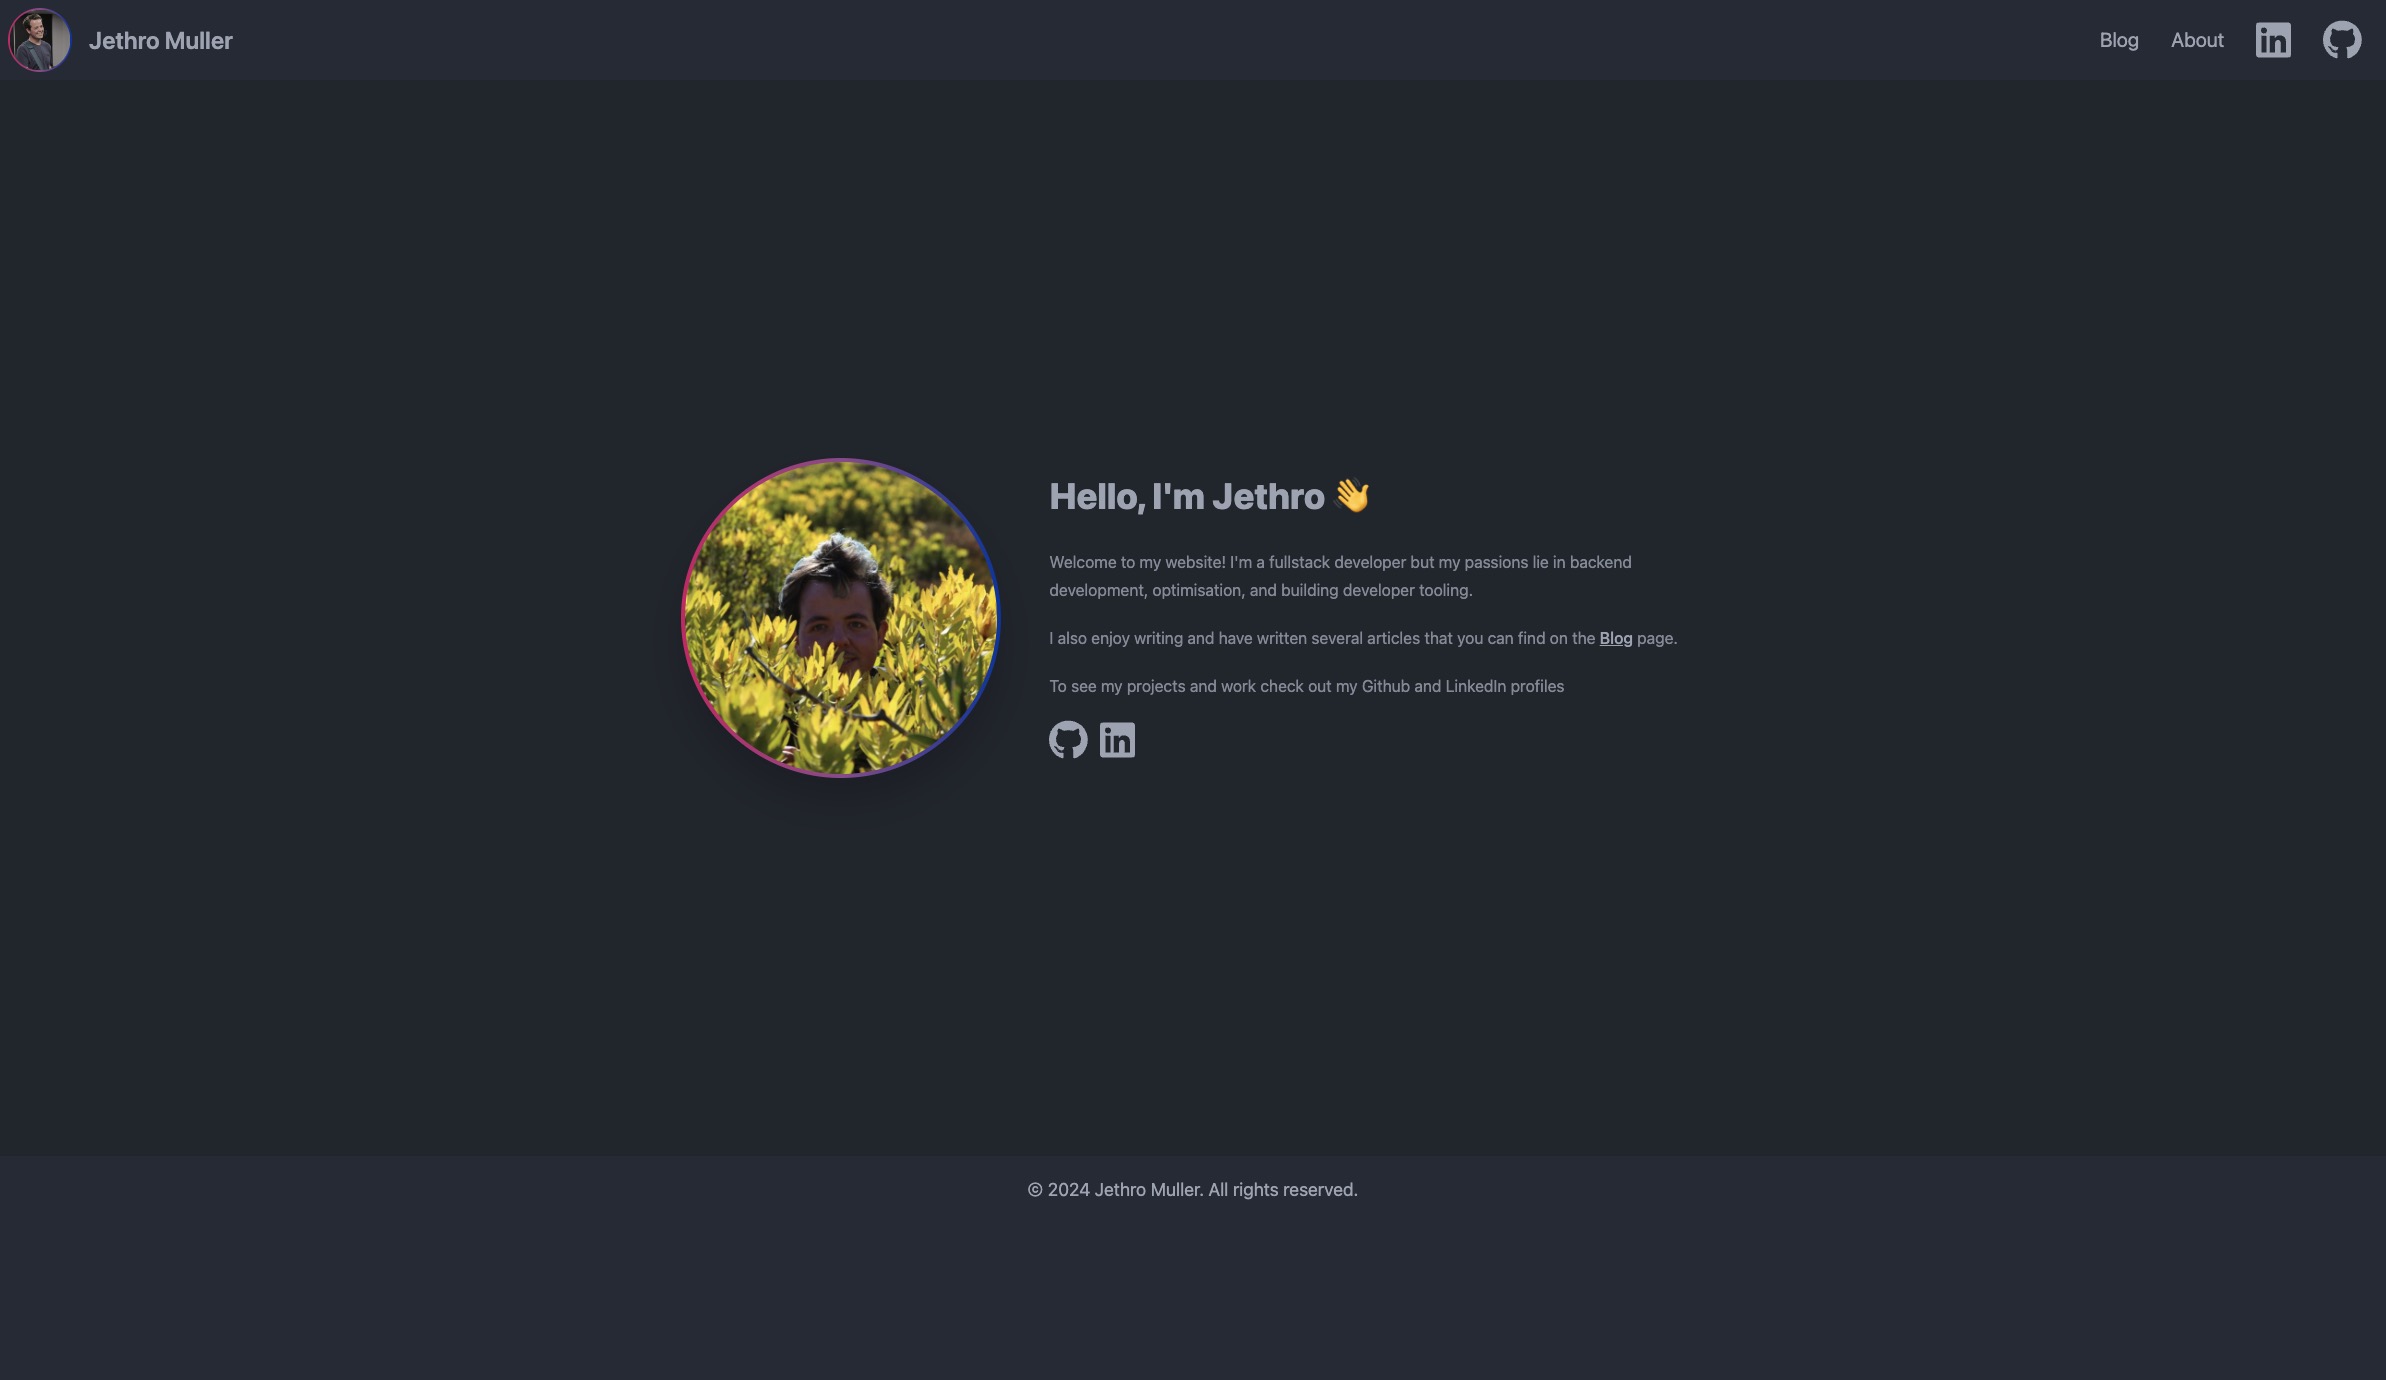 Jethro Muller
Blog
About
in
Hello, I'm Jethro 👋
Welcome to my website! I'm a fullstack developer but my passions lie in backend
development, optimisation, and building developer tooling.
I also enjoy writing and have written several articles that you can find on the Blog page.
To see my projects and work check out my Github and LinkedIn profiles
in
© 2024 Jethro Muller. All rights reserved.